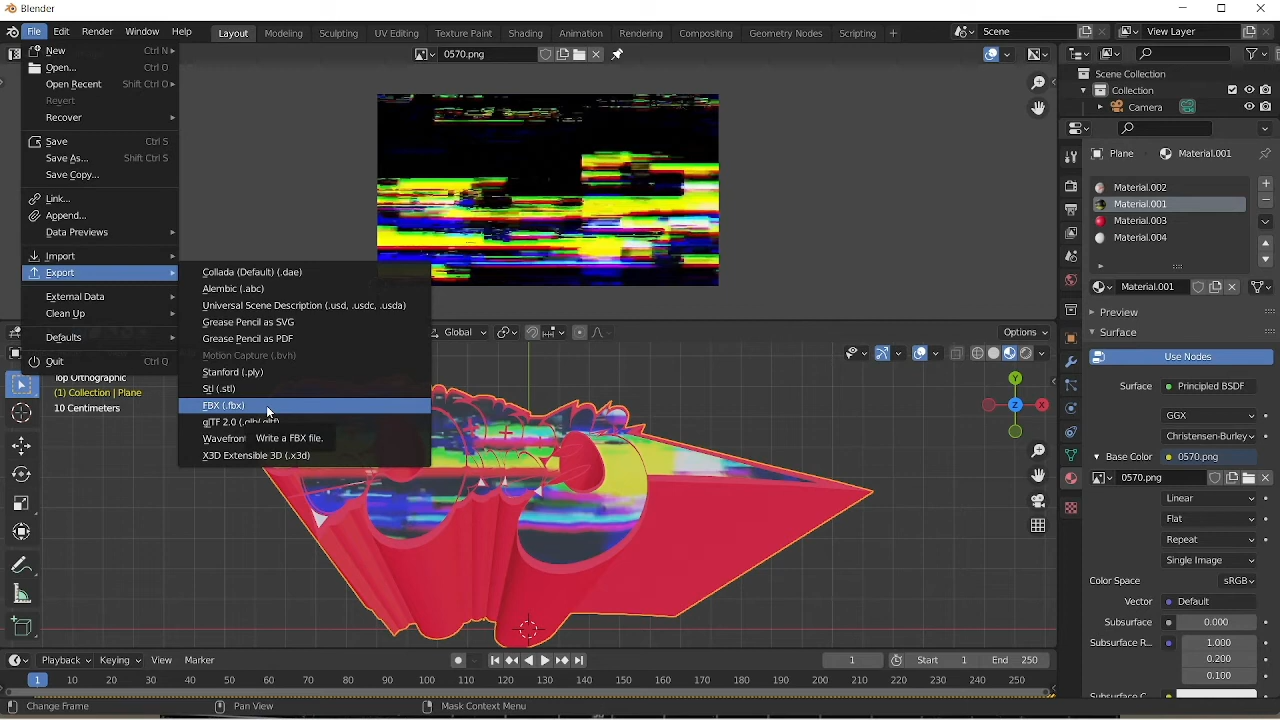 Blender
File Edit Render Window Help Layout Modeling Sculpting UV Editing Texture Paint Shading Animation Rendering Compositing Geometry Nodes Scripting + Scene View Layer
New Ctrl N
Open... Ctrl O
Open Recent Shift Ctrl O
Revert
Recover
Save Ctrl S
Save As... Shift Ctrl S
Save Copy...
Link...
Append...
Data Previews
Import
Export
External Data
Clean Up
Defaults
Quit Ctrl Q
Collada (Default) (.dae)
Alembic (.abc)
Universal Scene Description (.usd, .usdc, .usda)
Grease Pencil as SVG
Grease Pencil as PDF
Motion Capture (.bvh)
Stanford (.ply)
Stl (.stl)
FBX (.fbx)
glTF 2.0 (.glb/.gltf)
Wavefront
Write a FBX file.
X3D Extensible 3D (.x3d)
0570.png
Global
Options
Top Orthographic
(1) Collection | Plane
10 Centimeters
Y
Z
X
Scene Collection
Collection
Camera
Plane Material.001
Material.002
Material.001
Material.003
Material.004
Material.001
Preview
Surface
Use Nodes
Surface Principled BSDF
GGX
Christensen-Burley
Base Color 0570.png
0570.png
Linear
Flat
Repeat
Single Image
Color Space sRGB
Vector Default
Subsurface 0.000
Subsurface R... 1.000
0.200
0.100
Subsurface C
Playback Keying View Marker 1 Start 1 End 250
1 10 20 30 40 50 60 70 80 90 100 110 120 130 140 150 160 170 180 190 200 210 220 230 240 250
Change Frame Pan View Mask Context Menu